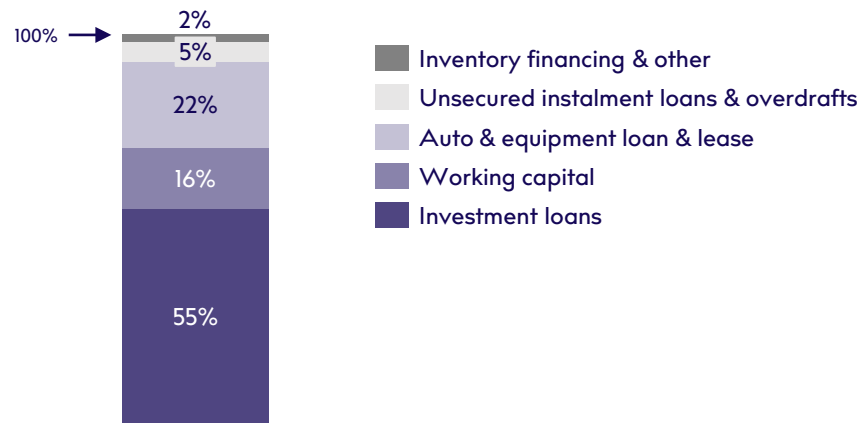 2%
100%
5%
22%
16%
55%
Inventory financing & other
Unsecured instalment loans & overdrafts
Auto & equipment loan & lease
Working capital
Investment loans